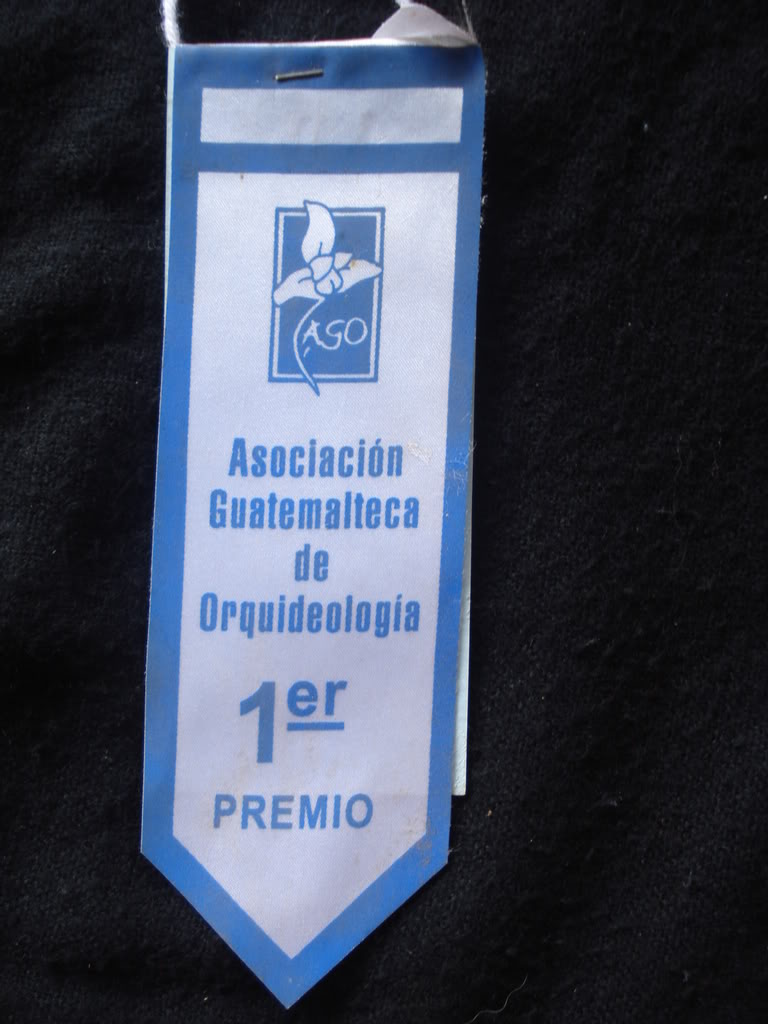 AGO
Asociación
Guatemalteca
de
Orquideología
1er
PREMIO